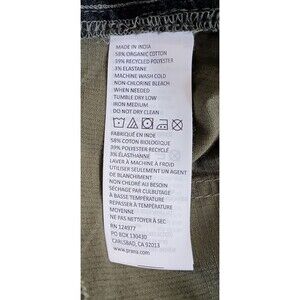 MADE IN INDIA
58% ORGANIC COTTON
39% RECYCLED POLYESTER
3% ELASTANE
MACHINE WASH COLD
NON-CHLORINE BLEACH
WHEN NEEDED
TUMBLE DRY LOW
IRON MEDIUM
DO NOT DRY CLEAN
FABRIQUÉ EN INDE
58% COTON BIOLOGIQUE
39% POLYESTER RECYCLÉ
3% ÉLASTHANNE
LAVER À MACHINE À FROID
UTILISER SEULEMENT UN AGENT
DE BLANCHIMENT
NON CHLORÉ AU BESOIN
SÉCHAGE PAR CULBUTAGE
À BASSE TEMPÉRATURE
REPASSER À TEMPÉRATURE
MOYENNE
NE PAS NETTOYER À SEC
RN 124977
PO BOX 130430
CARLSBAD, CA 92013
www.prana.com